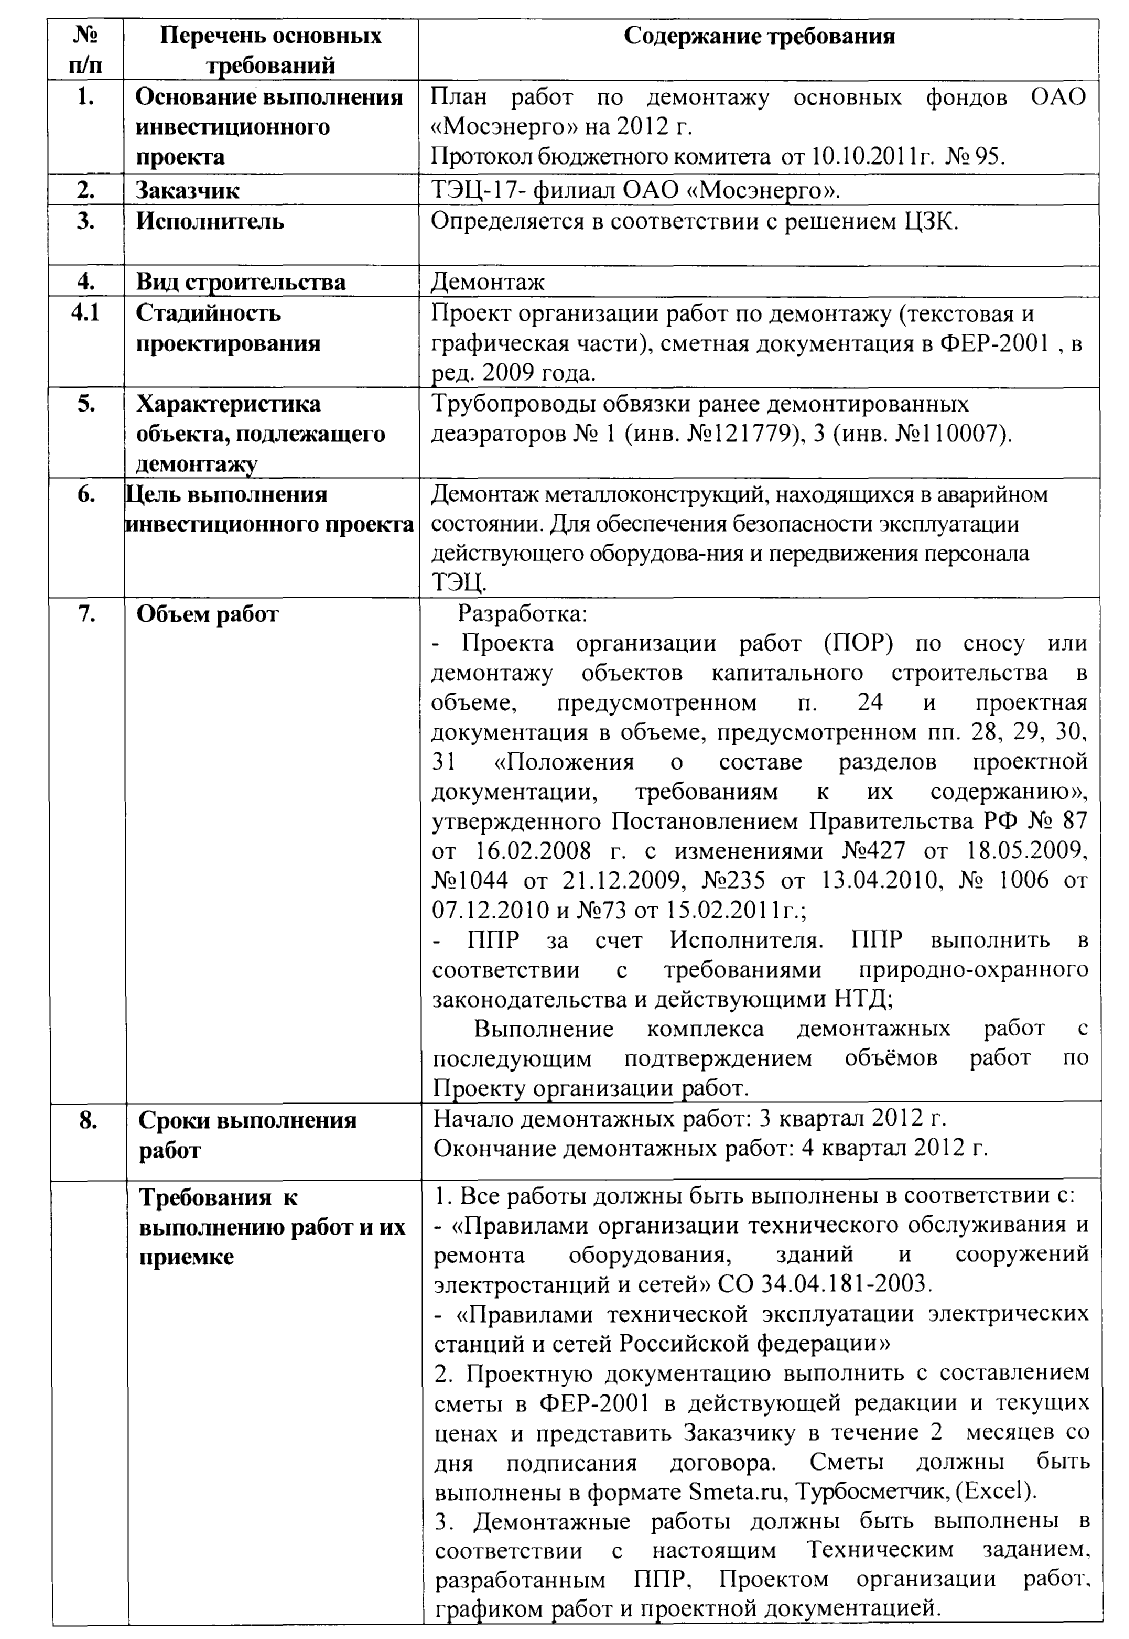 № п/п
Перечень основных требований
Содержание требования
1.
Основание выполнения
инвестиционного
проекта
План работ по демонтажу основных фондов ОАО
«Мосэнерго» на 2012 г.
Протокол бюджетного комитета от 10.10.2011г. № 95.
2.
Заказчик
ТЭЦ-17- филиал ОАО «Мосэнерго».
3.
Исполнитель
Определяется в соответствии с решением ЦЗК.
4.
Вид строительства
Демонтаж
4.1
Стадийность
проектирования
Проект организации работ по демонтажу (текстовая и
графическая части), сметная документация в ФЕР-2001 , в
ред. 2009 года.
5.
Характеристика
объекта, подлежащего
демонтажу
Трубопроводы обвязки ранее демонтированных
деаэраторов № 1 (инв. №121779), 3 (инв. №110007).
6.
Цель выполнения
инвестиционного проекта
Демонтаж металлоконструкций, находящихся в аварийном
состоянии. Для обеспечения безопасности эксплуатации
действующего оборудова-ния и передвижения персонала
ТЭЦ.
7.
Объем работ
Разработка:
- Проекта организации работ (ПОР) по сносу или
демонтажу объектов капитального строительства в
объеме, предусмотренном п. 24 и проектная
документация в объеме, предусмотренном пп. 28, 29, 30,
31 «Положения о составе разделов проектной
документации, требованиям к их содержанию»,
утвержденного Постановлением Правительства РФ № 87
от 16.02.2008 г. с изменениями №427 от 18.05.2009,
№1044 от 21.12.2009, №235 от 13.04.2010, № 1006 от
07.12.2010 и №73 от 15.02.2011г.;
- ППР за счет Исполнителя. ППР выполнить в
соответствии с требованиями природно-охранного
законодательства и действующими НТД;
Выполнение комплекса демонтажных работ с
последующим подтверждением объёмов работ по
Проекту организации работ.
8.
Сроки выполнения
работ
Начало демонтажных работ: 3 квартал 2012 г.
Окончание демонтажных работ: 4 квартал 2012 г.
Требования к
выполнению работ и их
приемке
1. Все работы должны быть выполнены в соответствии с:
- «Правилами организации технического обслуживания и
ремонта оборудования, зданий и сооружений
электростанций и сетей» СО 34.04.181-2003.
- «Правилами технической эксплуатации электрических
станций и сетей Российской федерации»
2. Проектную документацию выполнить с составлением
сметы в ФЕР-2001 в действующей редакции и текущих
ценах и представить Заказчику в течение 2 месяцев со
дня подписания договора. Сметы должны быть
выполнены в формате Smeta.ru, Турбосметчик, (Excel).
3. Демонтажные работы должны быть выполнены в
соответствии с настоящим Техническим заданием,
разработанным ППР, Проектом организации работ,
графиком работ и проектной документацией.